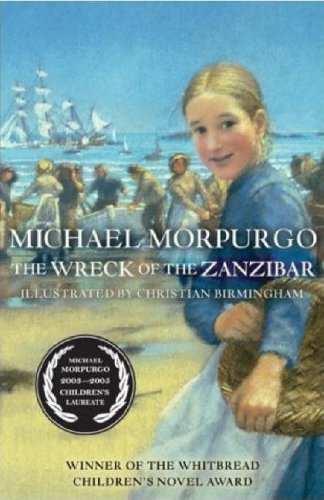 MICHAEL MORPURGO
THE WRECK OF THE ZANZIBAR
ILLUSTRATED BY CHRISTIAN BIRMINGHAM
MICHAEL
MORPURGO
2003–2005
CHILDREN'S
LAUREATE
WINNER OF THE WHITBREAD
CHILDREN'S NOVEL AWARD